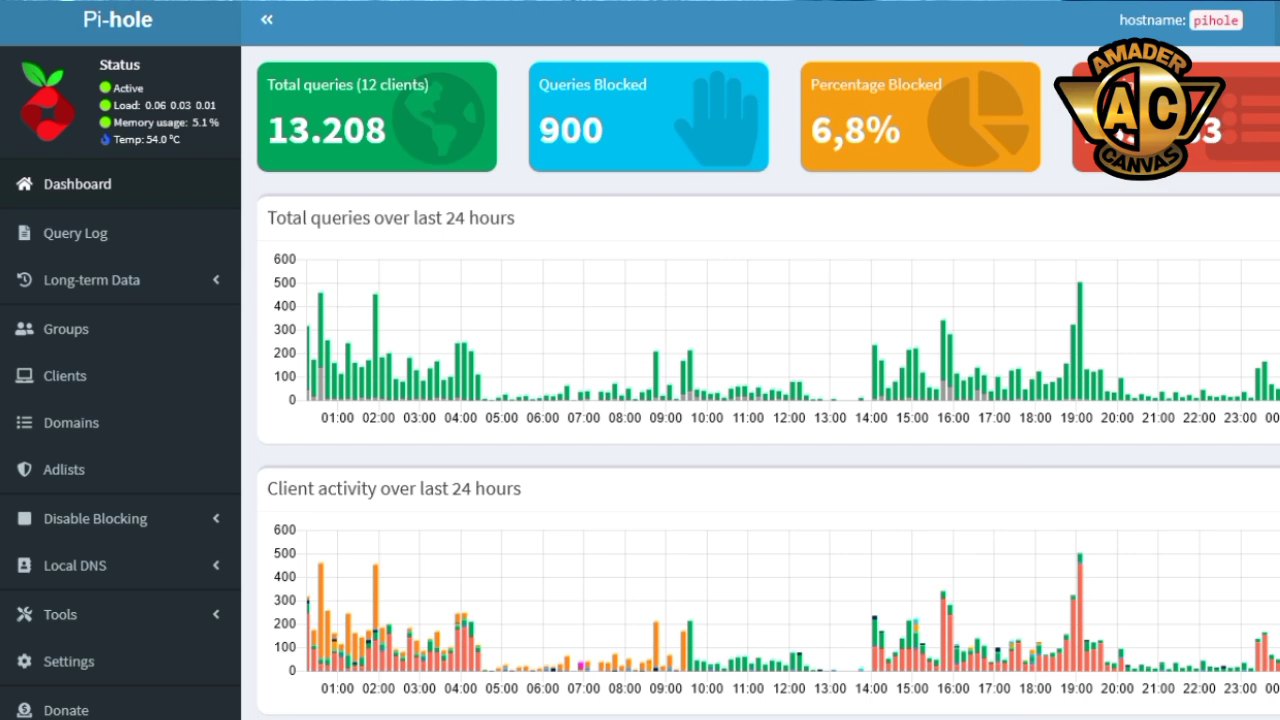 Pi-hole
hostname: pihole
Status
Active
Load: 0.06 0.03 0.01
Memory usage: 5.1 %
Temp: 54.0 °C
Dashboard
Query Log
Long-term Data
Groups
Clients
Domains
Adlists
Disable Blocking
Local DNS
Tools
Settings
Donate
Total queries (12 clients)
13.208
Queries Blocked
900
Percentage Blocked
6,8%
3
AMADER
AC
CANVAS
Total queries over last 24 hours
600
500
400
300
200
100
0
01:00 02:00 03:00 04:00 05:00 06:00 07:00 08:00 09:00 10:00 11:00 12:00 13:00 14:00 15:00 16:00 17:00 18:00 19:00 20:00 21:00 22:00 23:00 00
Client activity over last 24 hours
600
500
400
300
200
100
0
01:00 02:00 03:00 04:00 05:00 06:00 07:00 08:00 09:00 10:00 11:00 12:00 13:00 14:00 15:00 16:00 17:00 18:00 19:00 20:00 21:00 22:00 23:00 00